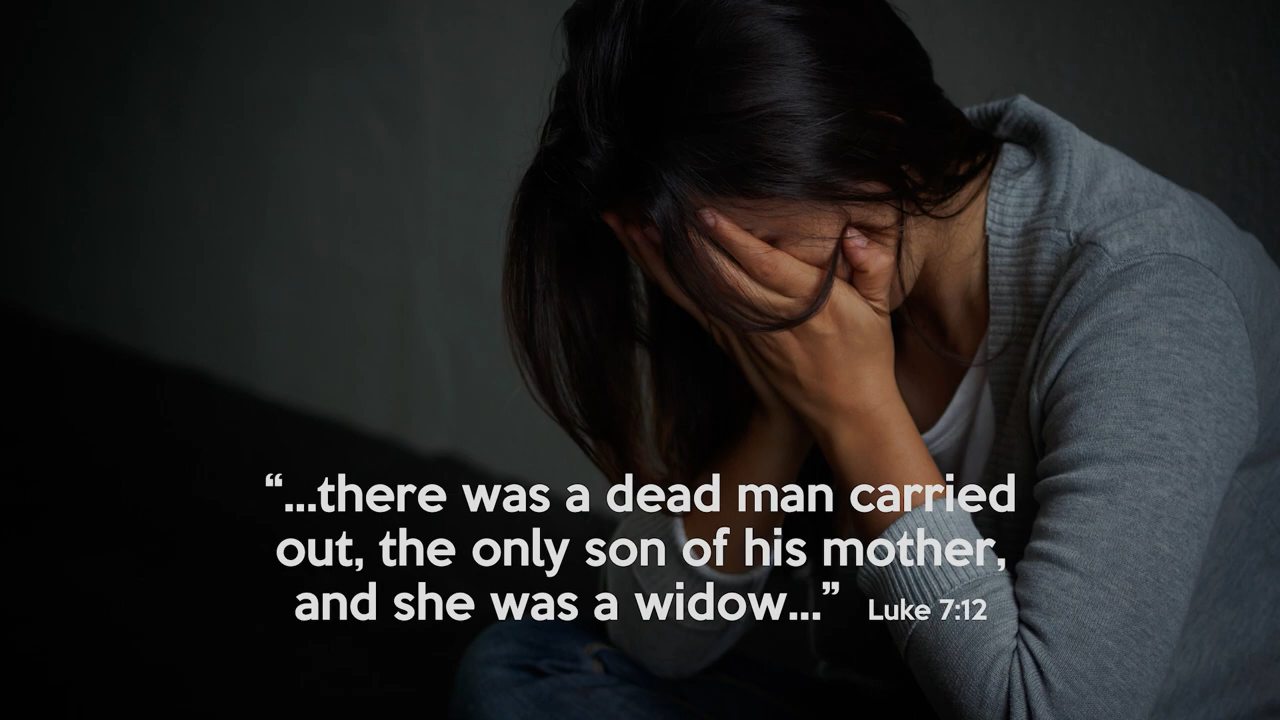 “...there was a dead man carried
out, the only son of his mother,
and she was a widow...” Luke 7:12